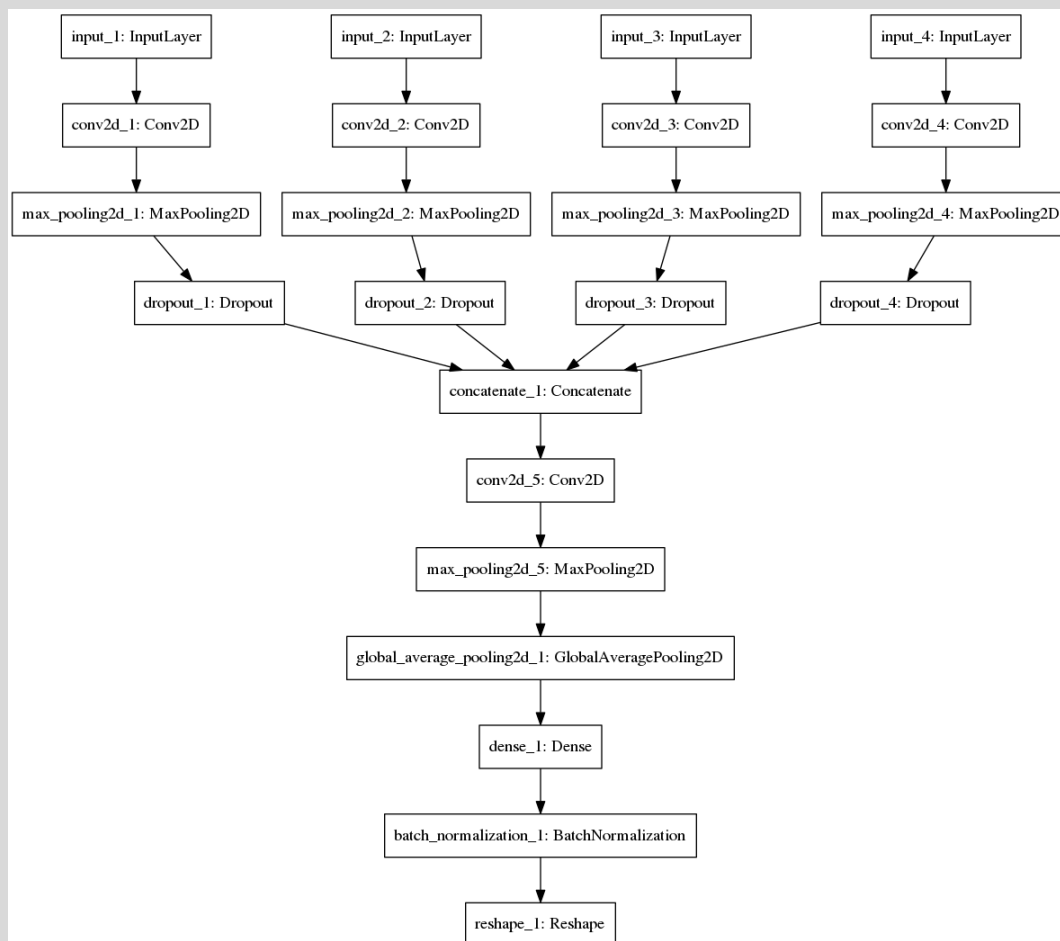 input_1: InputLayer
input_2: InputLayer
input_3: InputLayer
input_4: InputLayer
conv2d_1: Conv2D
conv2d_2: Conv2D
conv2d_3: Conv2D
conv2d_4: Conv2D
max_pooling2d_1: MaxPooling2D
max_pooling2d_2: MaxPooling2D
max_pooling2d_3: MaxPooling2D
max_pooling2d_4: MaxPooling2D
dropout_1: Dropout
dropout_2: Dropout
dropout_3: Dropout
dropout_4: Dropout
concatenate_1: Concatenate
conv2d_5: Conv2D
max_pooling2d_5: MaxPooling2D
global_average_pooling2d_1: GlobalAveragePooling2D
dense_1: Dense
batch_normalization_1: BatchNormalization
reshape_1: Reshape